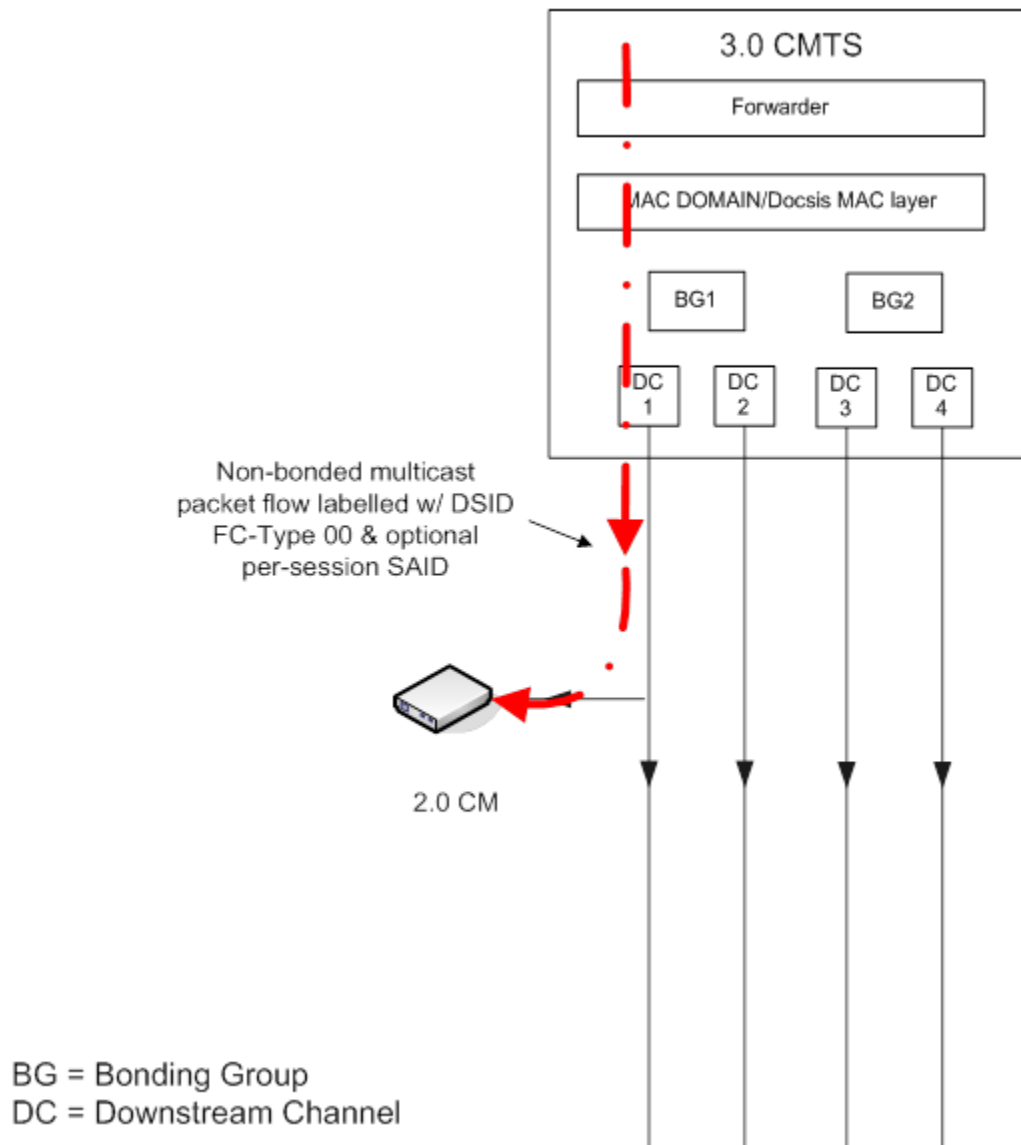 3.0 CMTS
Forwarder
MAC DOMAIN/Docsis MAC layer
BG1
BG2
DC
1
DC
2
DC
3
DC
4
Non-bonded multicast
packet flow labelled w/ DSID
FC-Type 00 & optional
per-session SAID
2.0 CM
BG = Bonding Group
DC = Downstream Channel